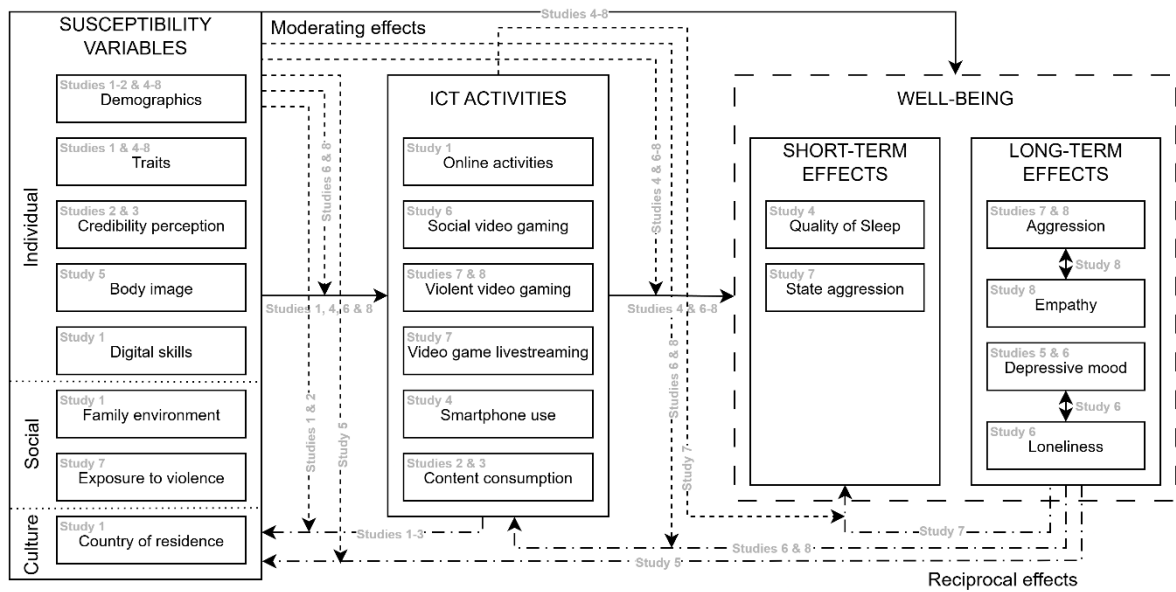 SUSCEPTIBILITY
VARIABLES
Individual
Studies 1-2 & 4-8
Demographics
Studies 1 & 4-8
Traits
Studies 2 & 3
Credibility perception
Study 5
Body image
Study 1
Digital skills
Social
Study 1
Family environment
Study 7
Exposure to violence
Culture
Study 1
Country of residence
Moderating effects
Studies 4-8
Studies 6 & 8
Studies 1, 4, 6 & 8
Studies 1 & 2
Study 5
ICT ACTIVITIES
Study 1
Online activities
Study 6
Social video gaming
Studies 7 & 8
Violent video gaming
Study 7
Video game livestreaming
Study 4
Smartphone use
Studies 2 & 3
Content consumption
Studies 1-3
Studies 4 & 6-8
Studies 4 & 6-8
Studies 6 & 8
Study 7
WELL-BEING
SHORT-TERM
EFFECTS
Study 4
Quality of Sleep
Study 7
State aggression
LONG-TERM
EFFECTS
Studies 7 & 8
Aggression
Study 8
Study 8
Empathy
Studies 5 & 6
Depressive mood
Study 6
Study 6
Loneliness
Study 7
Studies 6 & 8
Study 5
Reciprocal effects